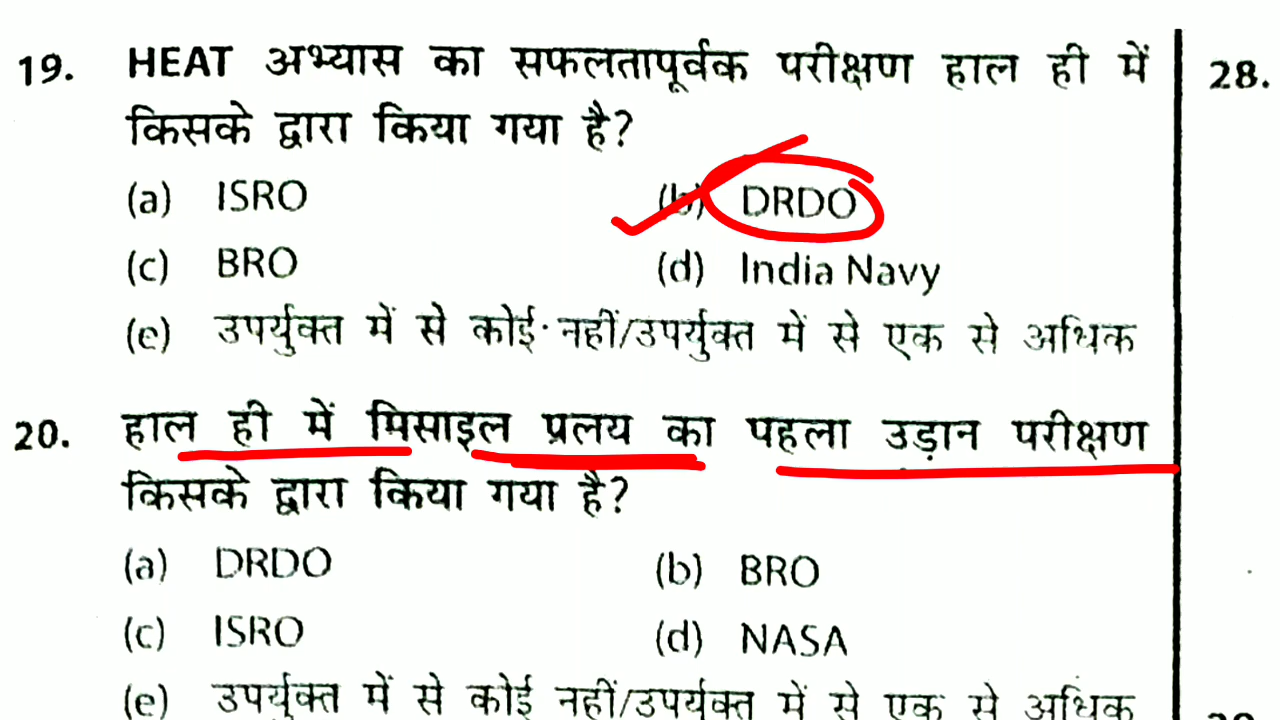 19. HEAT अभ्यास का सफलतापूर्वक परीक्षण हाल ही में
किसके द्वारा किया गया है?
(a) ISRO (b) DRDO
(c) BRO (d) India Navy
(e) उपर्युक्त में से कोई नहीं/उपर्युक्त में से एक से अधिक
20. हाल ही में मिसाइल प्रलय का पहला उड़ान परीक्षण
किसके द्वारा किया गया है?
(a) DRDO (b) BRO
(c) ISRO (d) NASA
(e) उपर्युक्त में से कोई नहीं/उपर्युक्त में से एक से अधिक
28.